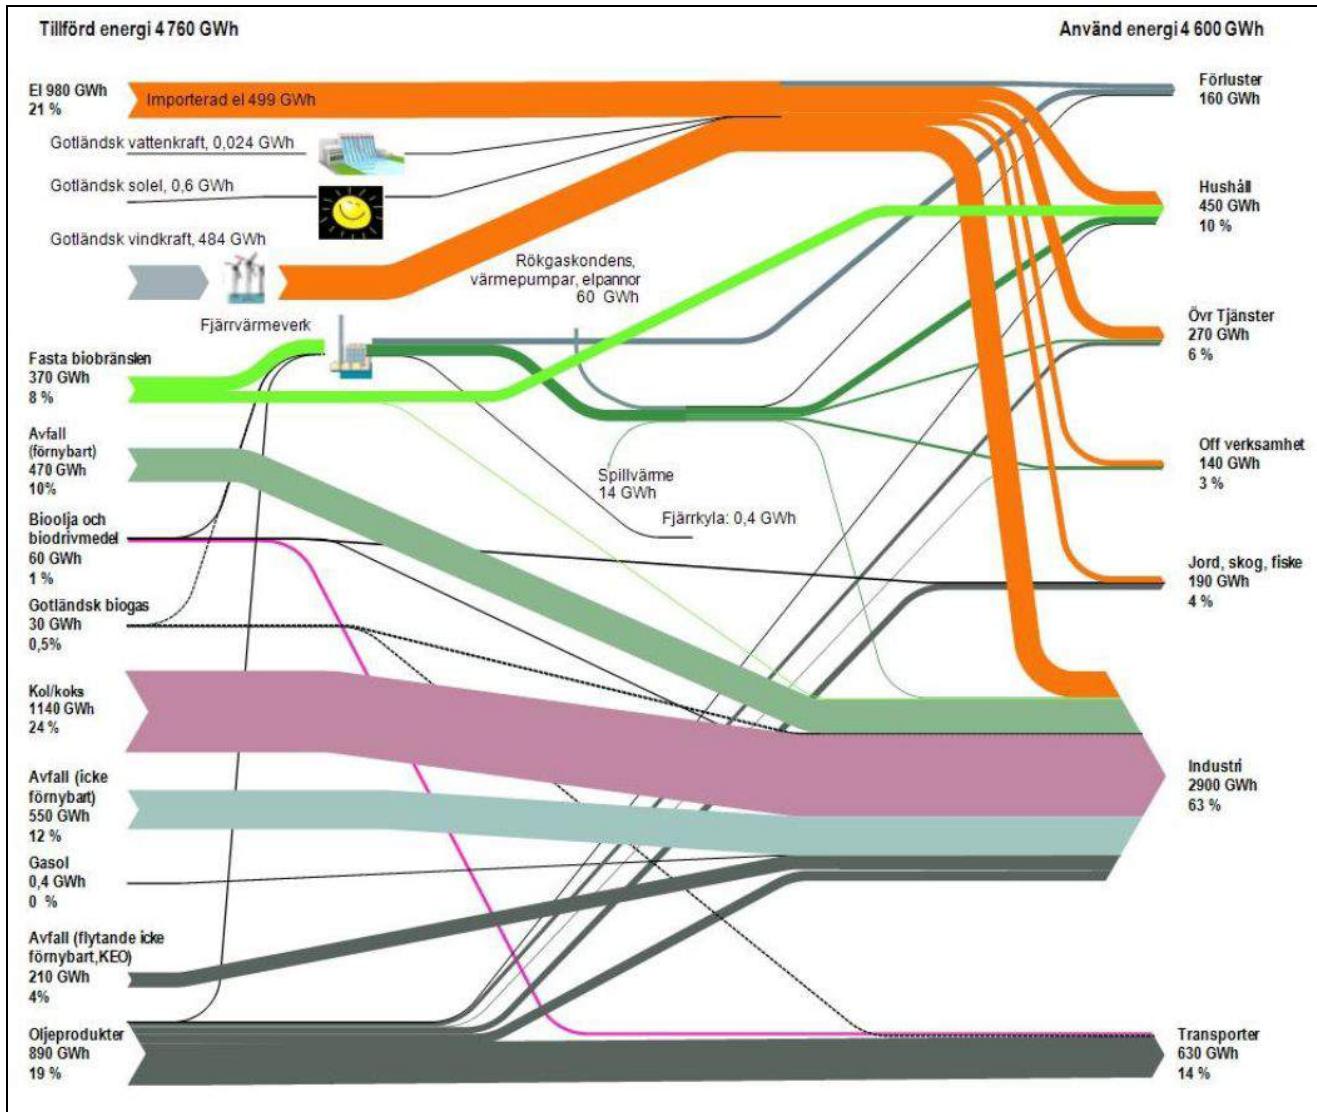 Tillförd energi 4 760 GWh
Använd energi 4 600 GWh
El 980 GWh
21 %
Importerad el 499 GWh
Gotländsk vattenkraft, 0,024 GWh
Gotländsk solel, 0,6 GWh
Gotländsk vindkraft, 484 GWh
Rökgaskondens,
värmepumpar, elpannor
60 GWh
Fjärrvärmeverk
Fasta biobränslen
370 GWh
8 %
Avfall
(förnybart)
470 GWh
10%
Spillvärme
14 GWh
Fjärrkyla: 0,4 GWh
Bioolja och
biodrivmedel
60 GWh
1 %
Gotländsk biogas
30 GWh
0,5%
Kol/koks
1140 GWh
24 %
Avfall (icke
förnybart)
550 GWh
12 %
Gasol
0,4 GWh
0 %
Avfall (flytande icke
förnybart,KEO)
210 GWh
4%
Oljeprodukter
890 GWh
19 %
Förluster
160 GWh
Hushåll
450 GWh
10 %
Övr Tjänster
270 GWh
6 %
Off verksamhet
140 GWh
3 %
Jord, skog, fiske
190 GWh
4 %
Industri
2900 GWh
63 %
Transporter
630 GWh
14 %